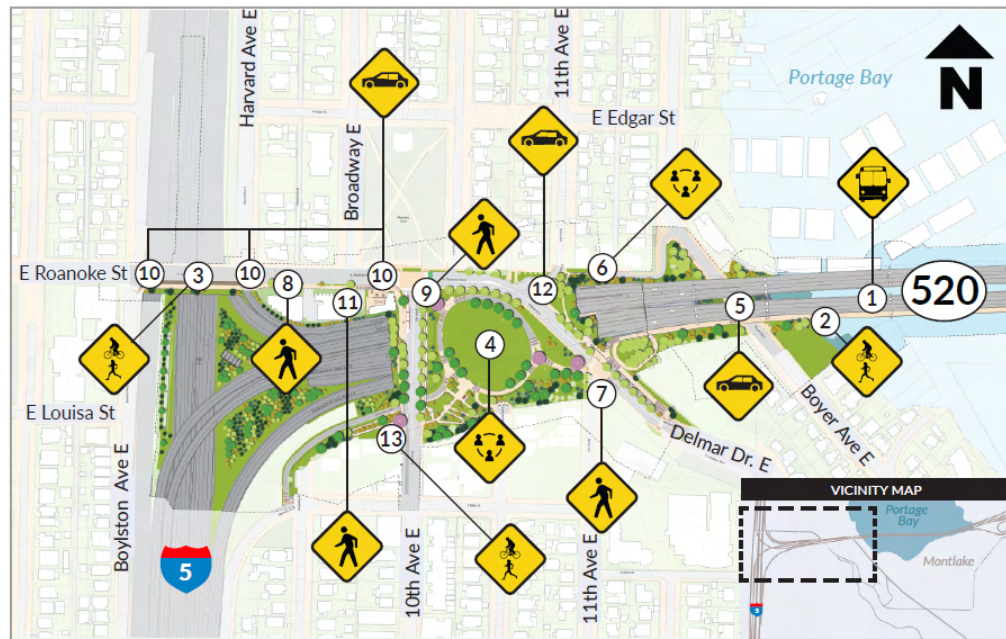 Harvard Ave E
11th Ave E
Portage Bay
N
E Edgar St
Broadway E
E Roanoke St
10
3
10
8
11
10
9
12
6
5
1
520
2
4
7
13
E Louisa St
Boylston Ave E
5
10th Ave E
11th Ave E
Delmar Dr. E
Boyer Ave E
VICINITY MAP
Portage
Bay
Montlake
5